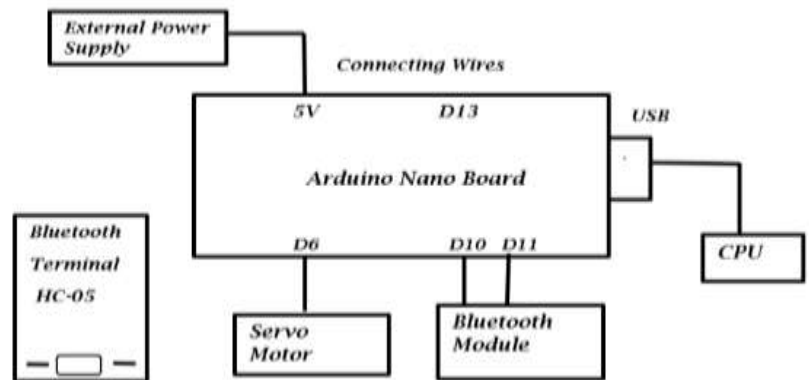 External Power
Supply
Connecting Wires
5V
D13
USB
Arduino Nano Board
Bluetooth
Terminal
HC-05
D6
D10
D11
CPU
Servo
Motor
Bluetooth
Module